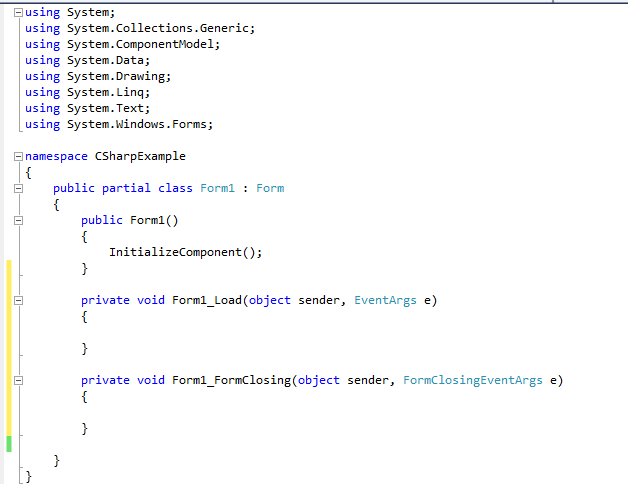 using System;
using System.Collections.Generic;
using System.ComponentModel;
using System.Data;
using System.Drawing;
using System.Linq;
using System.Text;
using System.Windows.Forms;
namespace CSharpExample
{
    public partial class Form1 : Form
    {
        public Form1()
        {
            InitializeComponent();
        }
        private void Form1_Load(object sender, EventArgs e)
        {
        }
        private void Form1_FormClosing(object sender, FormClosingEventArgs e)
        {
        }
    }
}